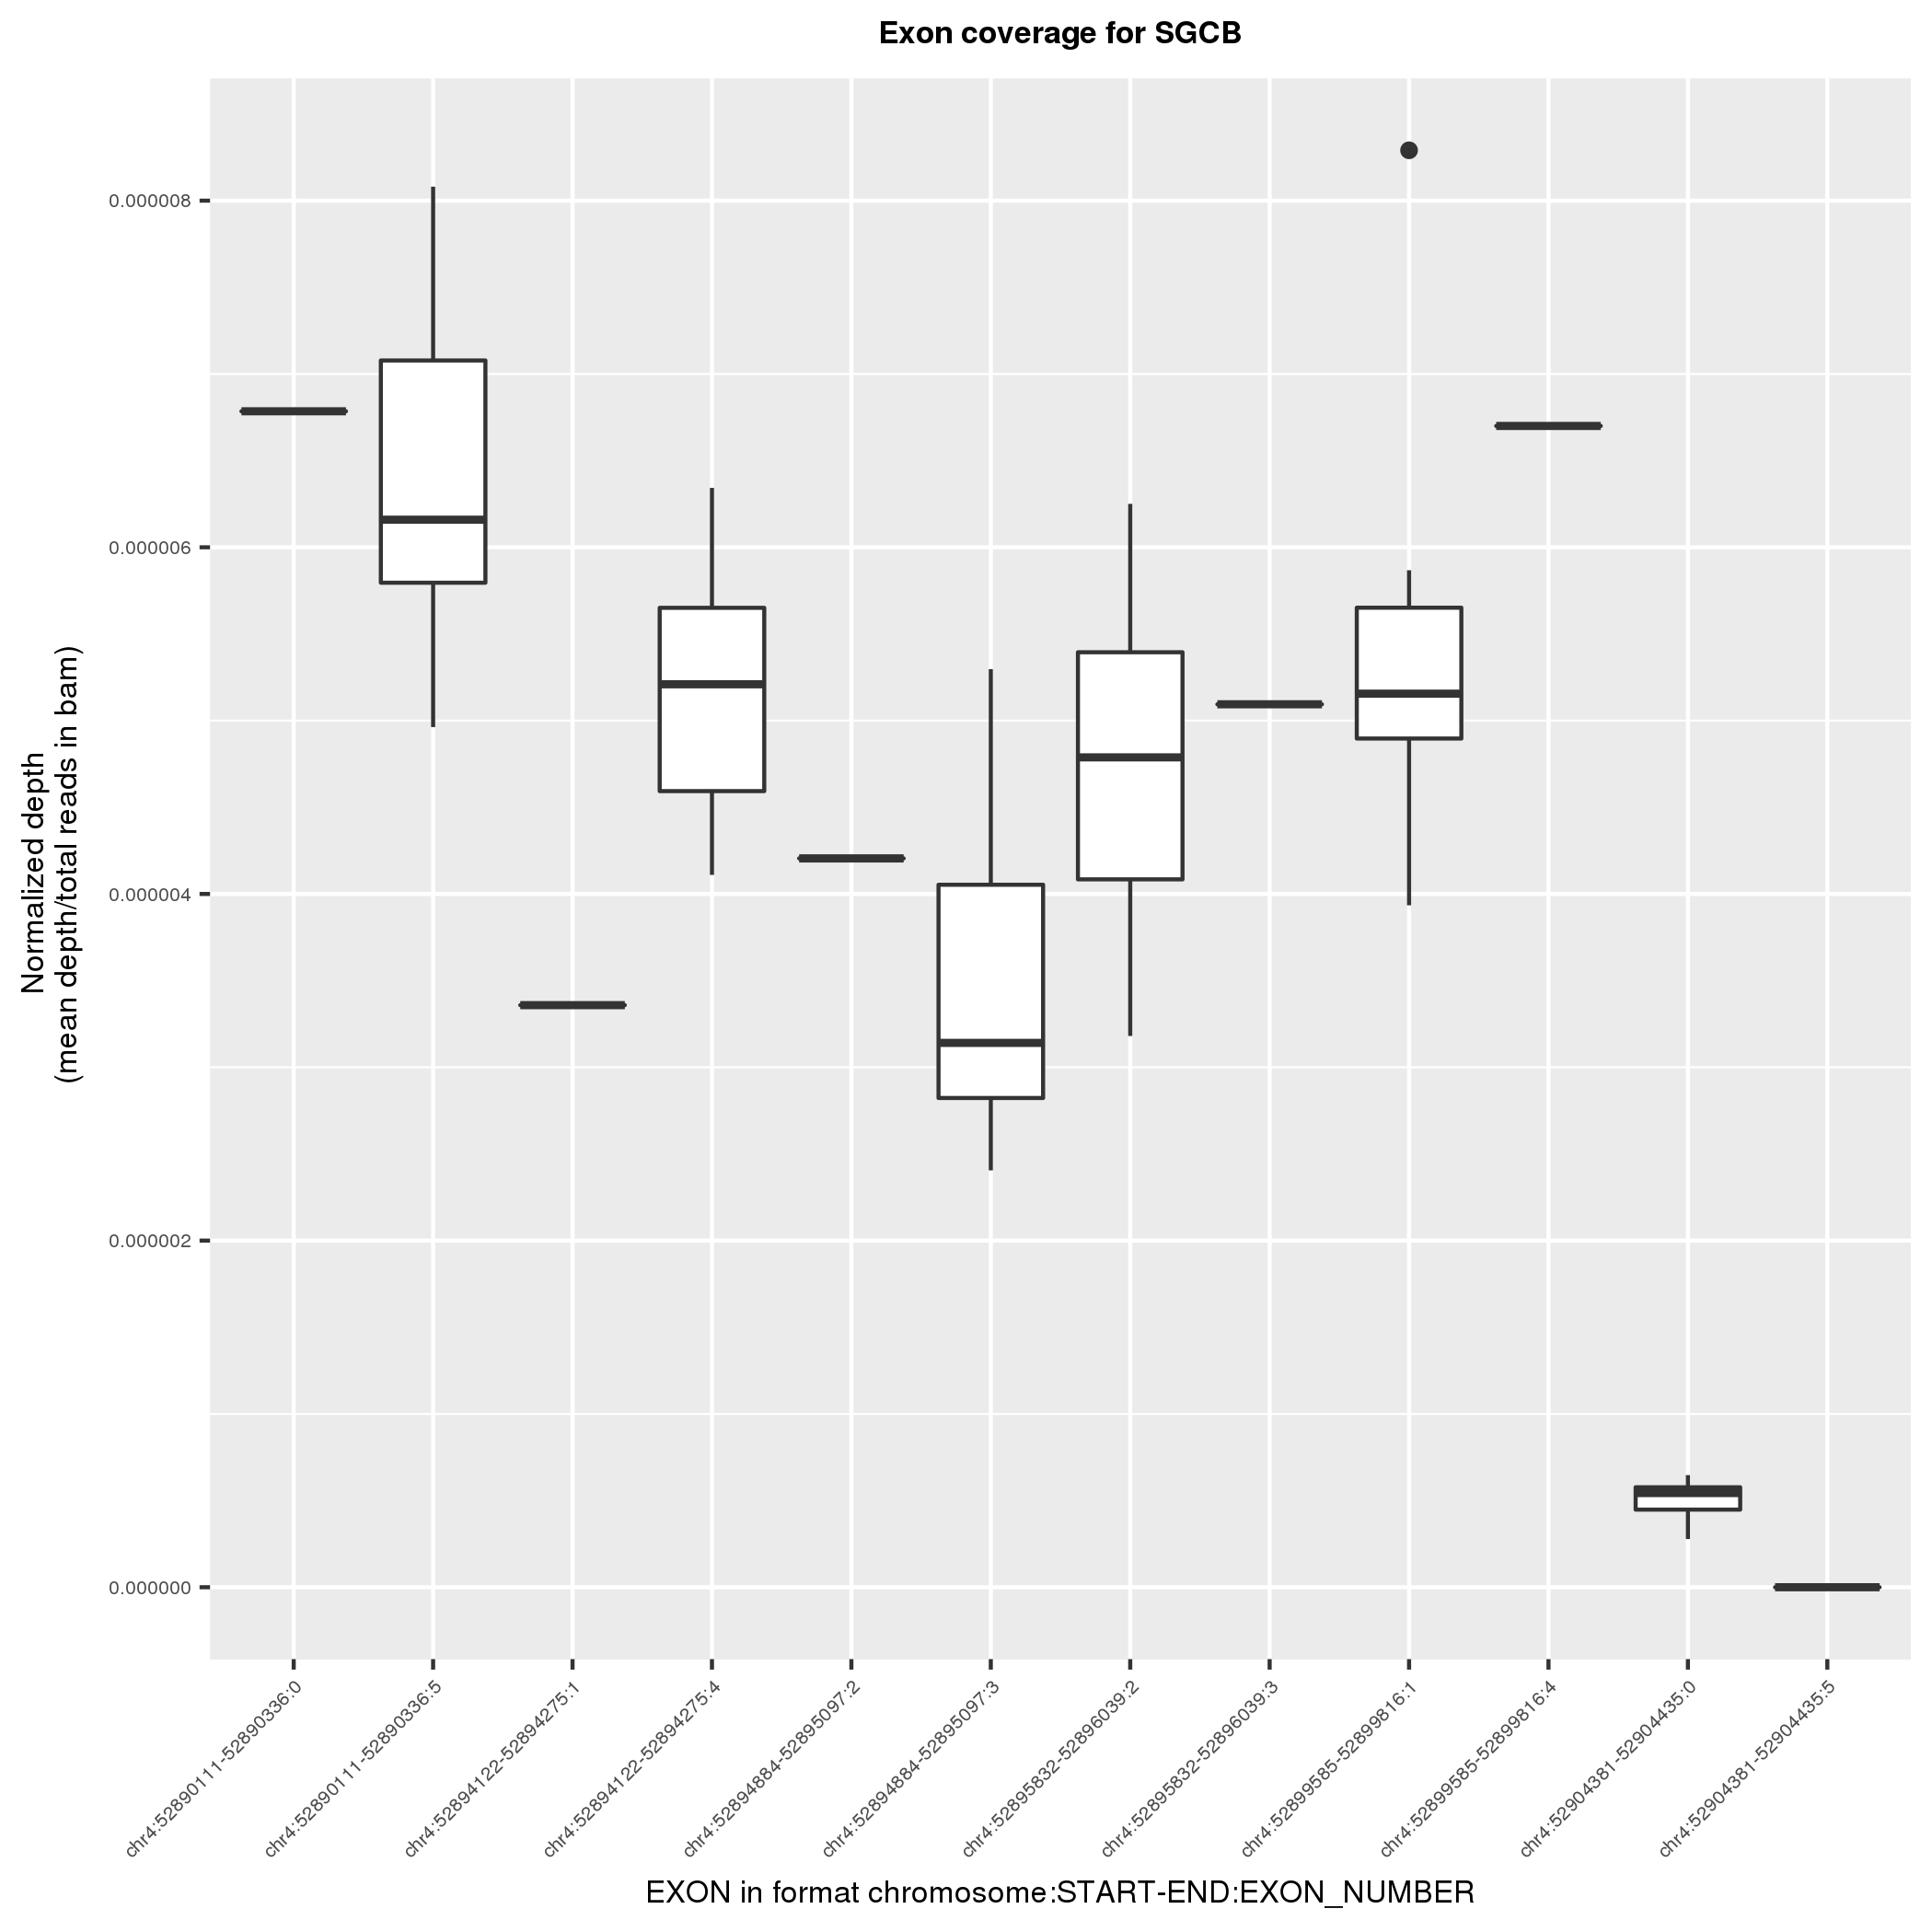 Exon coverage for SGCB
Normalized depth
(mean depth/total reads in bam)
0.000008
0.000006
0.000004
0.000002
0.000000
chr4:52890111-52890336:0
chr4:52890111-52890336:5
chr4:52894122-52894275:1
chr4:52894122-52894275:4
chr4:52894884-52895097:2
chr4:52894884-52895097:3
chr4:52895832-52896039:2
chr4:52895832-52896039:3
chr4:52899585-52899816:1
chr4:52899585-52899816:4
chr4:52904381-52904435:0
chr4:52904381-52904435:5
EXON in format chromosome:START-END:EXON_NUMBER